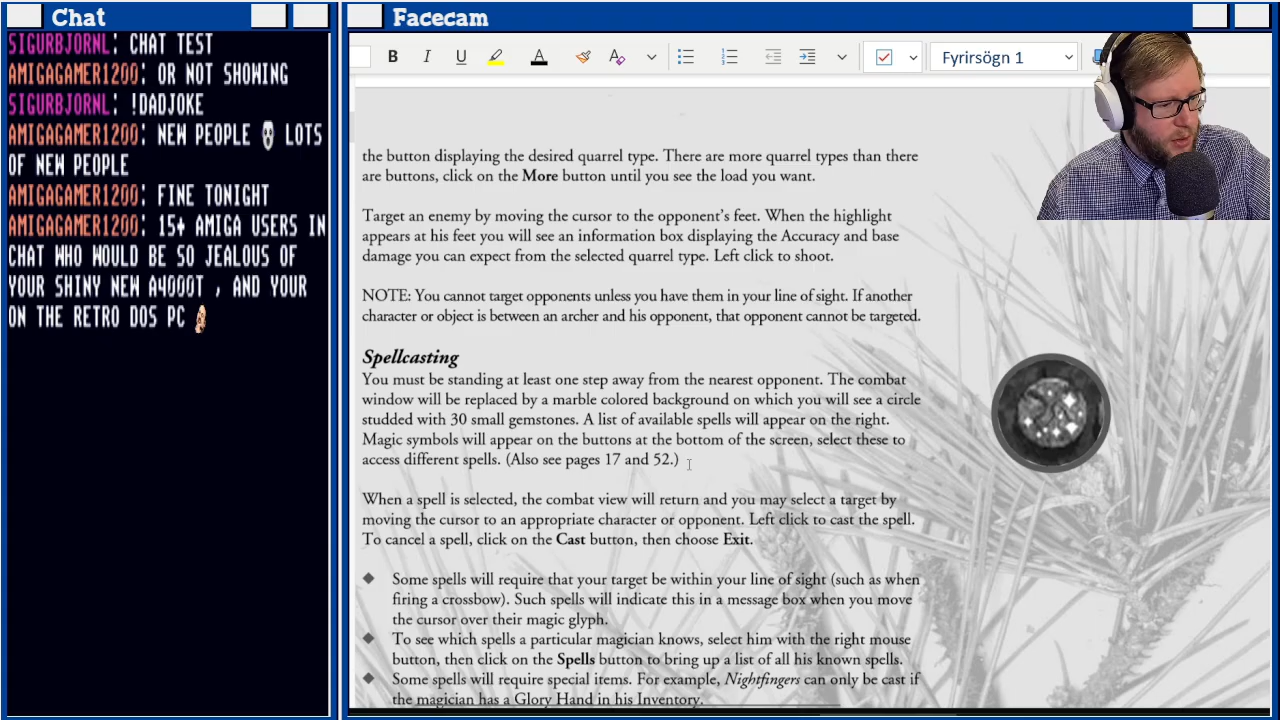 Chat
SIGURBJORNL: CHAT TEST
AMIGAGAMER1200: OR NOT SHOWING
SIGURBJORNL: !DADJOKE
AMIGAGAMER1200: NEW PEOPLE LOTS
OF NEW PEOPLE
AMIGAGAMER1200: FINE TONIGHT
AMIGAGAMER1200: 15+ AMIGA USERS IN
CHAT WHO WOULD BE SO JEALOUS OF
YOUR SHINY NEW A4000T , AND YOUR
ON THE RETRO DOS PC
Facecam
B I U A A Fyrirsögn 1
the button displaying the desired quarrel type. There are more quarrel types than there
are buttons, click on the More button until you see the load you want.
Target an enemy by moving the cursor to the opponent's feet. When the highlight
appears at his feet you will see an information box displaying the Accuracy and base
damage you can expect from the selected quarrel type. Left click to shoot.
NOTE: You cannot target opponents unless you have them in your line of sight. If another
character or object is between an archer and his opponent, that opponent cannot be targeted.
Spellcasting
You must be standing at least one step away from the nearest opponent. The combat
window will be replaced by a marble colored background on which you will see a circle
studded with 30 small gemstones. A list of available spells will appear on the right.
Magic symbols will appear on the buttons at the bottom of the screen, select these to
access different spells. (Also see pages 17 and 52.)
When a spell is selected, the combat view will return and you may select a target by
moving the cursor to an appropriate character or opponent. Left click to cast the spell.
To cancel a spell, click on the Cast button, then choose Exit.
◆ Some spells will require that your target be within your line of sight (such as when
firing a crossbow). Such spells will indicate this in a message box when you move
the cursor over their magic glyph.
◆ To see which spells a particular magician knows, select him with the right mouse
button, then click on the Spells button to bring up a list of all his known spells.
◆ Some spells will require special items. For example, Nightfingers can only be cast if
the magician has a Glory Hand in his Inventory.